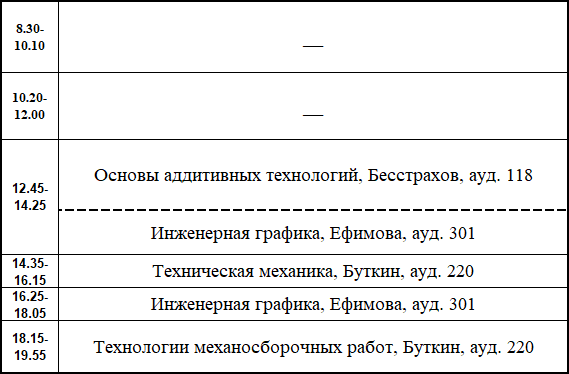 8.30-
10.10
—
10.20-
12.00
—
12.45-
14.25
Основы аддитивных технологий, Бесстрахов, ауд. 118
Инженерная графика, Ефимова, ауд. 301
14.35-
16.15
Техническая механика, Буткин, ауд. 220
16.25-
18.05
Инженерная графика, Ефимова, ауд. 301
18.15-
19.55
Технологии механосборочных работ, Буткин, ауд. 220